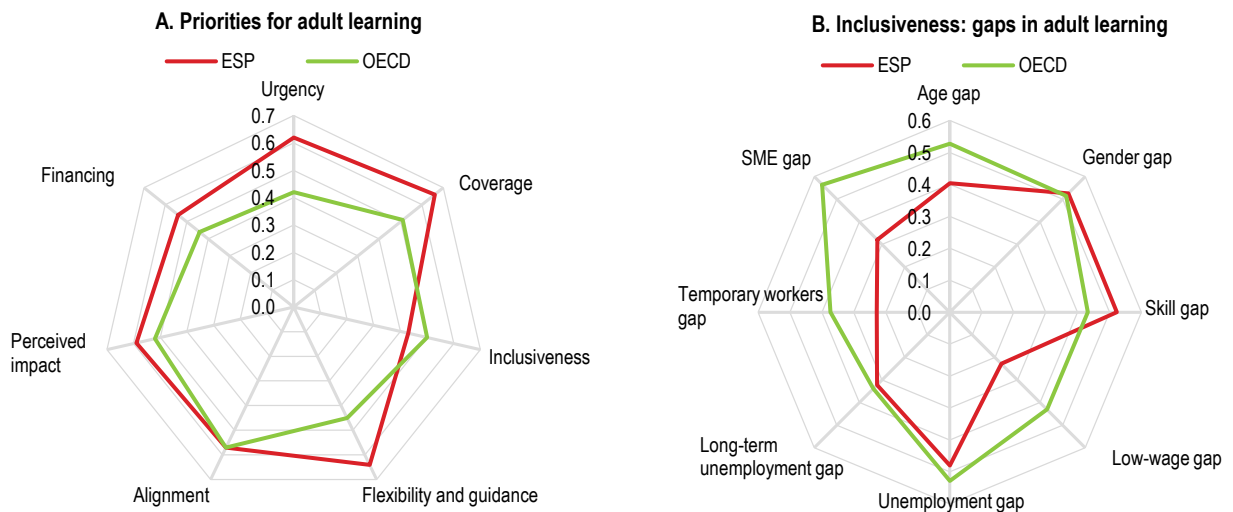 A. Priorities for adult learning
ESP OECD
Urgency
0.7
0.6
0.5
0.4
0.3
0.2
0.1
0.0
Coverage
Inclusiveness
Flexibility and guidance
Alignment
Perceived
impact
Financing
B. Inclusiveness: gaps in adult learning
ESP OECD
Age gap
0.6
0.5
0.4
0.3
0.2
0.1
0.0
Gender gap
Skill gap
Low-wage gap
Unemployment gap
Long-term
unemployment gap
Temporary workers
gap
SME gap